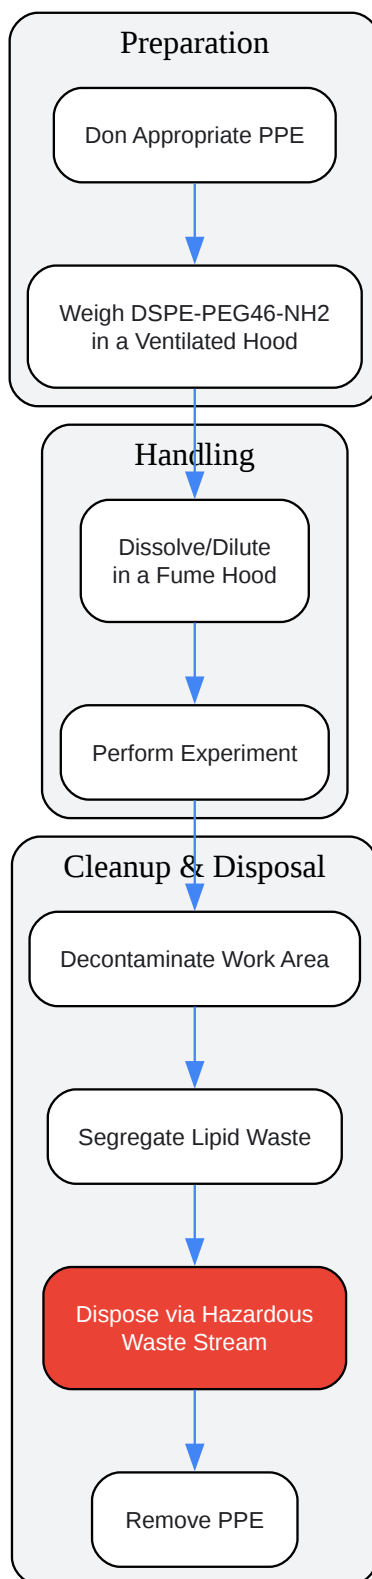 Preparation
Don Appropriate PPE
Weigh DSPE-PEG46-NH2
in a Ventilated Hood
Handling
Dissolve/Dilute
in a Fume Hood
Perform Experiment
Cleanup & Disposal
Decontaminate Work Area
Segregate Lipid Waste
Dispose via Hazardous
Waste Stream
Remove PPE